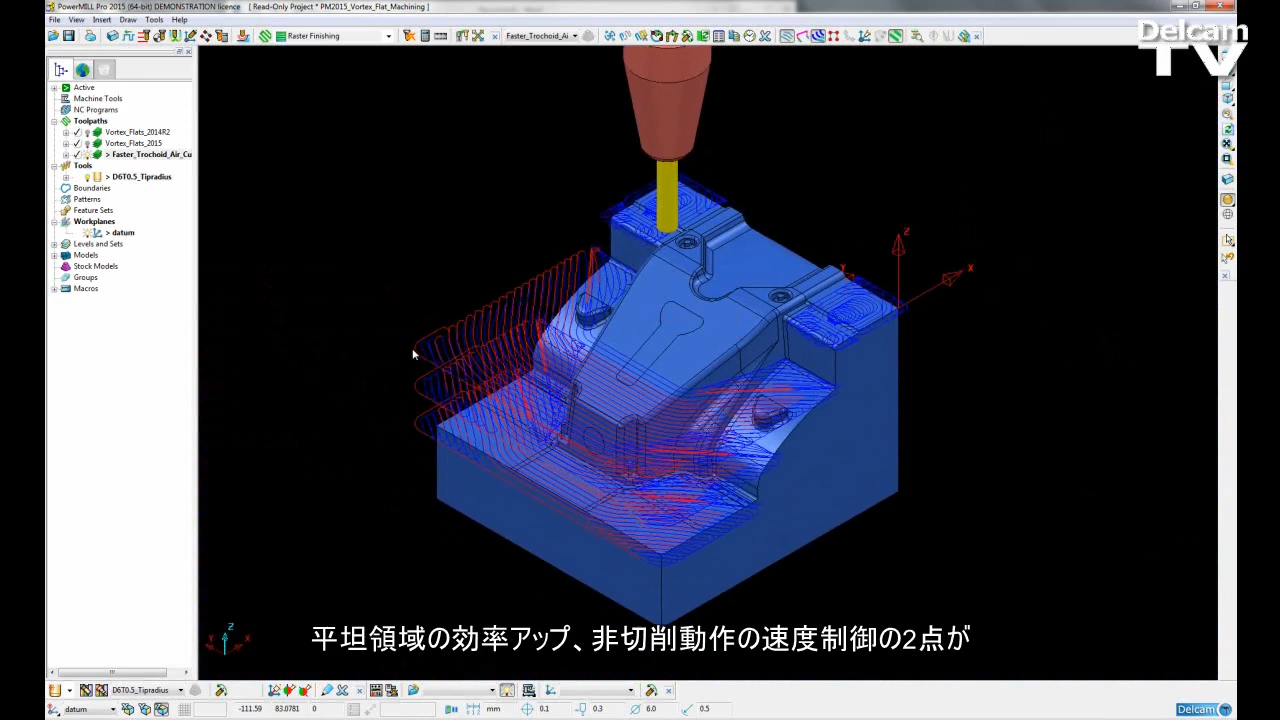 PowerMILL Pro 2015 (64-bit) DEMONSTRATION licence [ Read-Only Project * PM2015_Vortex_Flat_Machining ]
File View Insert Draw Tools Help
Raster Finishing Faster_Trochoid_Ai
Delcam
TV
Active
Machine Tools
NC Programs
Toolpaths
Vortex_Flats_2014R2
Vortex_Flats_2015
> Faster_Trochoid_Air_Cu
Tools
> D6T0.5_Tipradius
Boundaries
Patterns
Feature Sets
Workplanes
> datum
Levels and Sets
Models
Stock Models
Groups
Macros
Z
X
Y
Z
Y
X
平坦領域の効率アップ、非切削動作の速度制御の2点が
D6T0.5_Tipradius
datum -111.59 83.0781 0 mm 0.1 0.3 6.0 0.5 Delcam